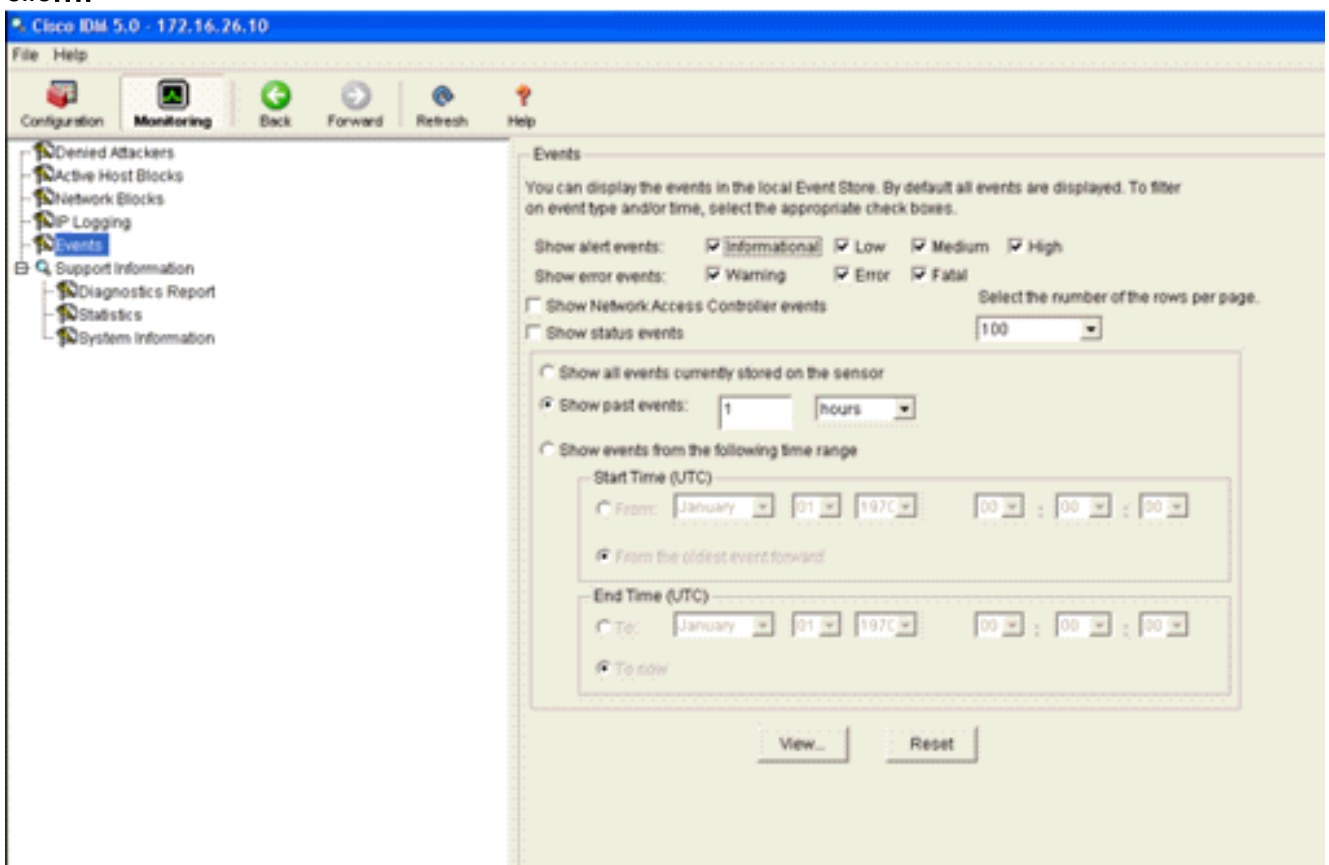 Cisco IDM 5.0 - 172.16.26.10
File Help
Configuration Monitoring Back Forward Refresh Help
Denied Attackers
Active Host Blocks
Network Blocks
IP Logging
Events
Support Information
Diagnostics Report
Statistics
System Information
Events
You can display the events in the local Event Store. By default all events are displayed. To filter
on event type and/or time, select the appropriate check boxes.
Show alert events: Informational Low Medium High
Show error events: Warning Error Fatal
Show Network Access Controller events
Select the number of the rows per page.
Show status events
100
Show all events currently stored on the sensor
Show past events: 1 hours
Show events from the following time range
Start Time (UTC)
From: January 01 1970 00 : 00 : 00
From the oldest event forward
End Time (UTC)
To: January 01 1970 00 : 00 : 00
To now
View... Reset